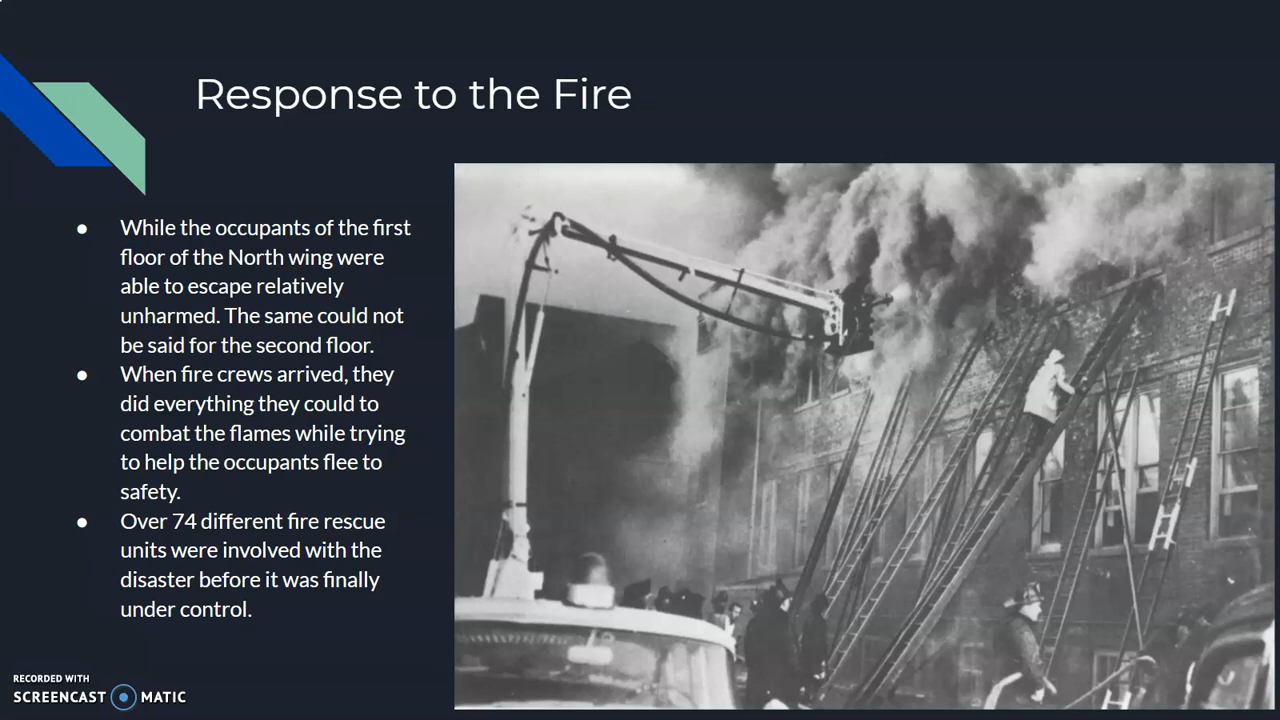 Response to the Fire
● While the occupants of the first
floor of the North wing were
able to escape relatively
unharmed. The same could not
be said for the second floor.
● When fire crews arrived, they
did everything they could to
combat the flames while trying
to help the occupants flee to
safety.
● Over 74 different fire rescue
units were involved with the
disaster before it was finally
under control.
RECORDED WITH
SCREENCAST MATIC